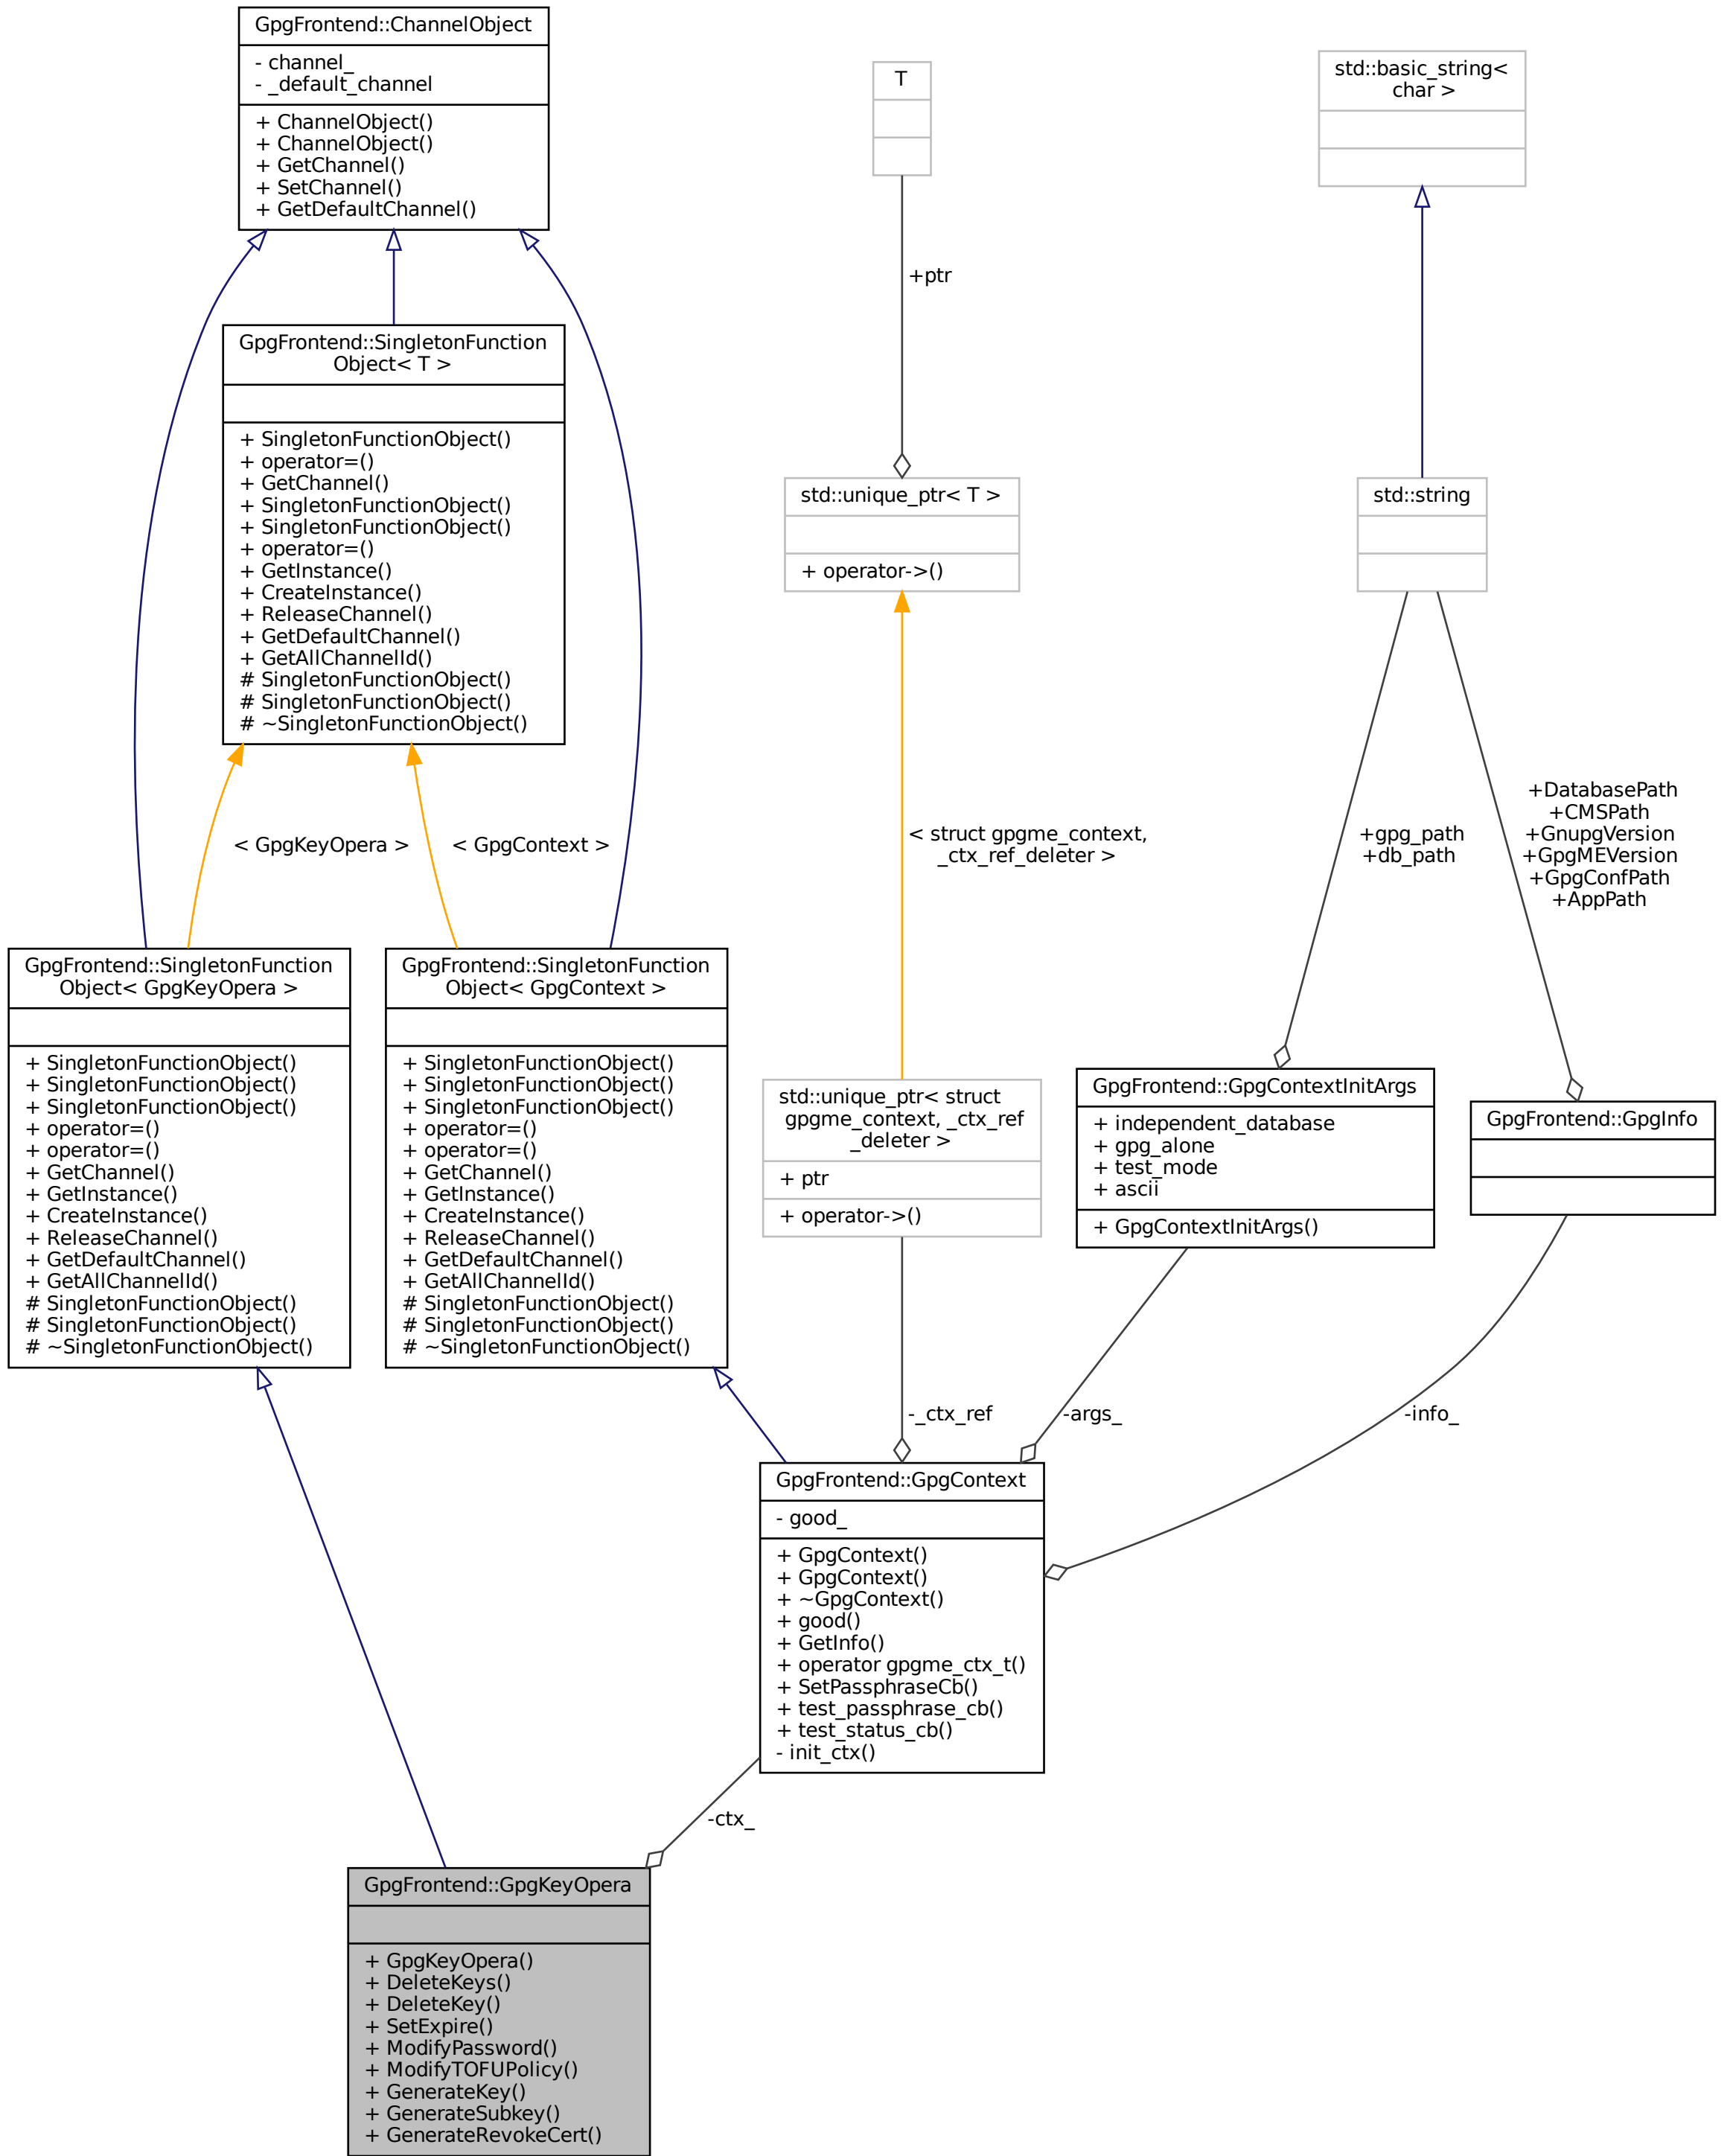 GpgFrontend::ChannelObject
- channel_
- _default_channel
+ ChannelObject()
+ ChannelObject()
+ GetChannel()
+ SetChannel()
+ GetDefaultChannel()
T
std::basic_string<
char >
+ptr
GpgFrontend::SingletonFunction
Object< T >
+ SingletonFunctionObject()
+ operator=()
+ GetChannel()
+ SingletonFunctionObject()
+ SingletonFunctionObject()
+ operator=()
+ GetInstance()
+ CreateInstance()
+ ReleaseChannel()
+ GetDefaultChannel()
+ GetAllChannelId()
# SingletonFunctionObject()
# SingletonFunctionObject()
# ~SingletonFunctionObject()
std::unique_ptr< T >
+ operator->()
std::string
< GpgKeyOpera >
< GpgContext >
< struct gpgme_context,
_ctx_ref_deleter >
+gpg_path
+db_path
+DatabasePath
+CMSPath
+GnupgVersion
+GpgMEVersion
+GpgConfPath
+AppPath
GpgFrontend::SingletonFunction
Object< GpgKeyOpera >
+ SingletonFunctionObject()
+ SingletonFunctionObject()
+ SingletonFunctionObject()
+ operator=()
+ operator=()
+ GetChannel()
+ GetInstance()
+ CreateInstance()
+ ReleaseChannel()
+ GetDefaultChannel()
+ GetAllChannelId()
# SingletonFunctionObject()
# SingletonFunctionObject()
# ~SingletonFunctionObject()
GpgFrontend::SingletonFunction
Object< GpgContext >
+ SingletonFunctionObject()
+ SingletonFunctionObject()
+ SingletonFunctionObject()
+ operator=()
+ operator=()
+ GetChannel()
+ GetInstance()
+ CreateInstance()
+ ReleaseChannel()
+ GetDefaultChannel()
+ GetAllChannelId()
# SingletonFunctionObject()
# SingletonFunctionObject()
# ~SingletonFunctionObject()
std::unique_ptr< struct
gpgme_context, _ctx_ref
_deleter >
+ ptr
+ operator->()
GpgFrontend::GpgContextInitArgs
+ independent_database
+ gpg_alone
+ test_mode
+ ascii
+ GpgContextInitArgs()
GpgFrontend::GpgInfo
-_ctx_ref
-args_
-info_
GpgFrontend::GpgContext
- good_
+ GpgContext()
+ GpgContext()
+ ~GpgContext()
+ good()
+ GetInfo()
+ operator gpgme_ctx_t()
+ SetPassphraseCb()
+ test_passphrase_cb()
+ test_status_cb()
- init_ctx()
-ctx_
GpgFrontend::GpgKeyOpera
+ GpgKeyOpera()
+ DeleteKeys()
+ DeleteKey()
+ SetExpire()
+ ModifyPassword()
+ ModifyTOFUPolicy()
+ GenerateKey()
+ GenerateSubkey()
+ GenerateRevokeCert()